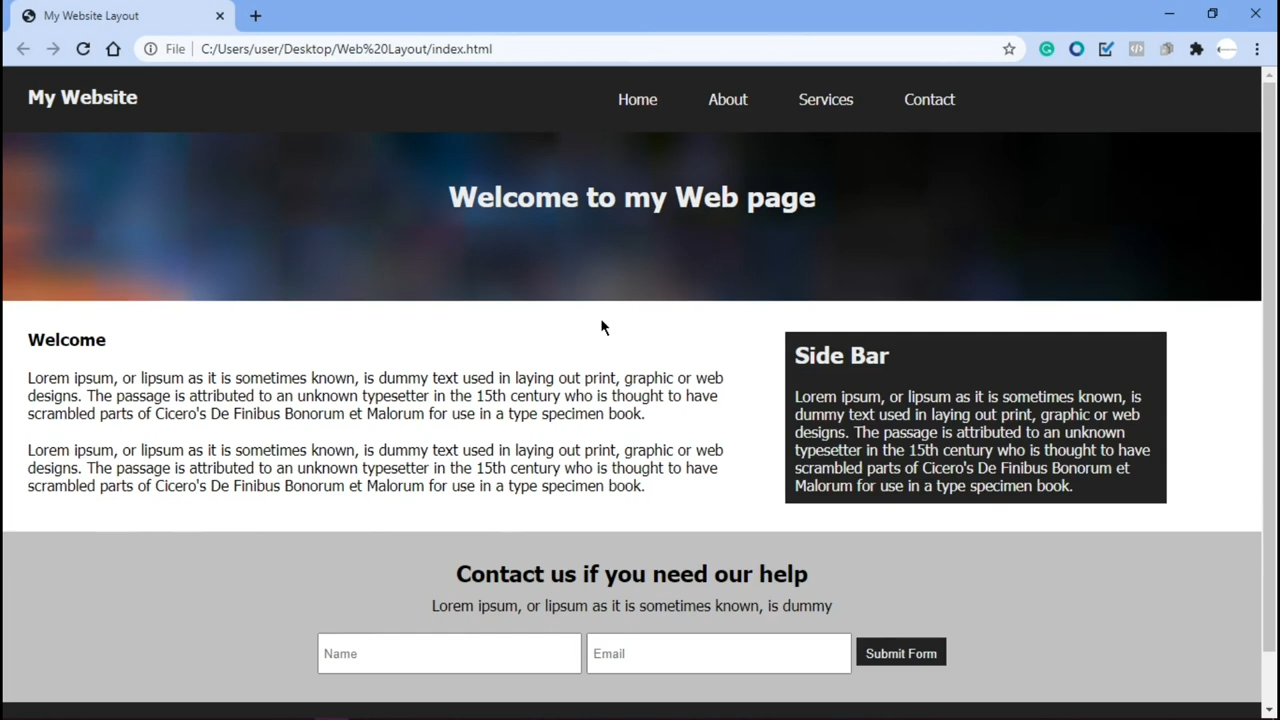 My Website Layout
File
C:/Users/user/Desktop/Web%20Layout/index.html
My Website
Home
About
Services
Contact
Welcome to my Web page
Welcome
Lorem ipsum, or lipsum as it is sometimes known, is dummy text used in laying out print, graphic or web
designs. The passage is attributed to an unknown typesetter in the 15th century who is thought to have
scrambled parts of Cicero's De Finibus Bonorum et Malorum for use in a type specimen book.
Lorem ipsum, or lipsum as it is sometimes known, is dummy text used in laying out print, graphic or web
designs. The passage is attributed to an unknown typesetter in the 15th century who is thought to have
scrambled parts of Cicero's De Finibus Bonorum et Malorum for use in a type specimen book.
Side Bar
Lorem ipsum, or lipsum as it is sometimes known, is
dummy text used in laying out print, graphic or web
designs. The passage is attributed to an unknown
typesetter in the 15th century who is thought to have
scrambled parts of Cicero's De Finibus Bonorum et
Malorum for use in a type specimen book.
Contact us if you need our help
Lorem ipsum, or lipsum as it is sometimes known, is dummy
Name
Email
Submit Form